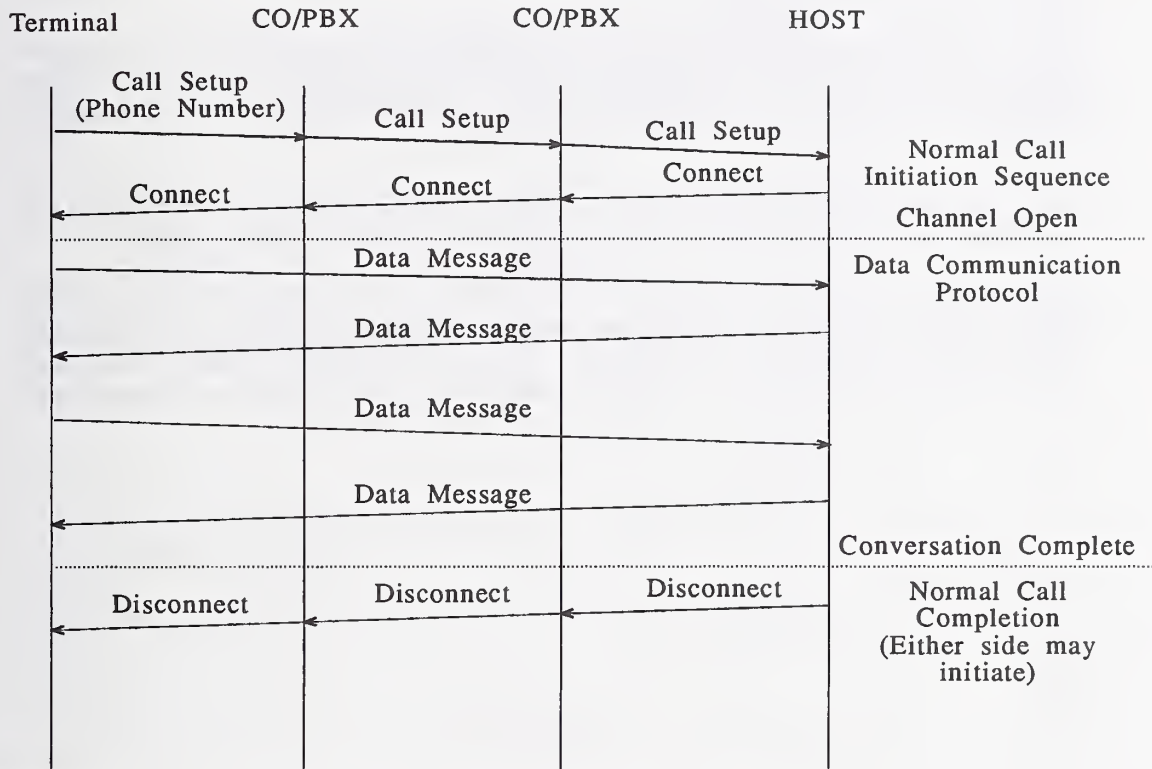 Terminal CO/PBX CO/PBX HOST
Call Setup
(Phone Number)
Call Setup
Call Setup
Connect
Connect
Connect
Normal Call
Initiation Sequence
Channel Open
Data Message
Data Communication
Protocol
Data Message
Data Message
Data Message
Conversation Complete
Disconnect
Disconnect
Disconnect
Normal Call
Completion
(Either side may
initiate)